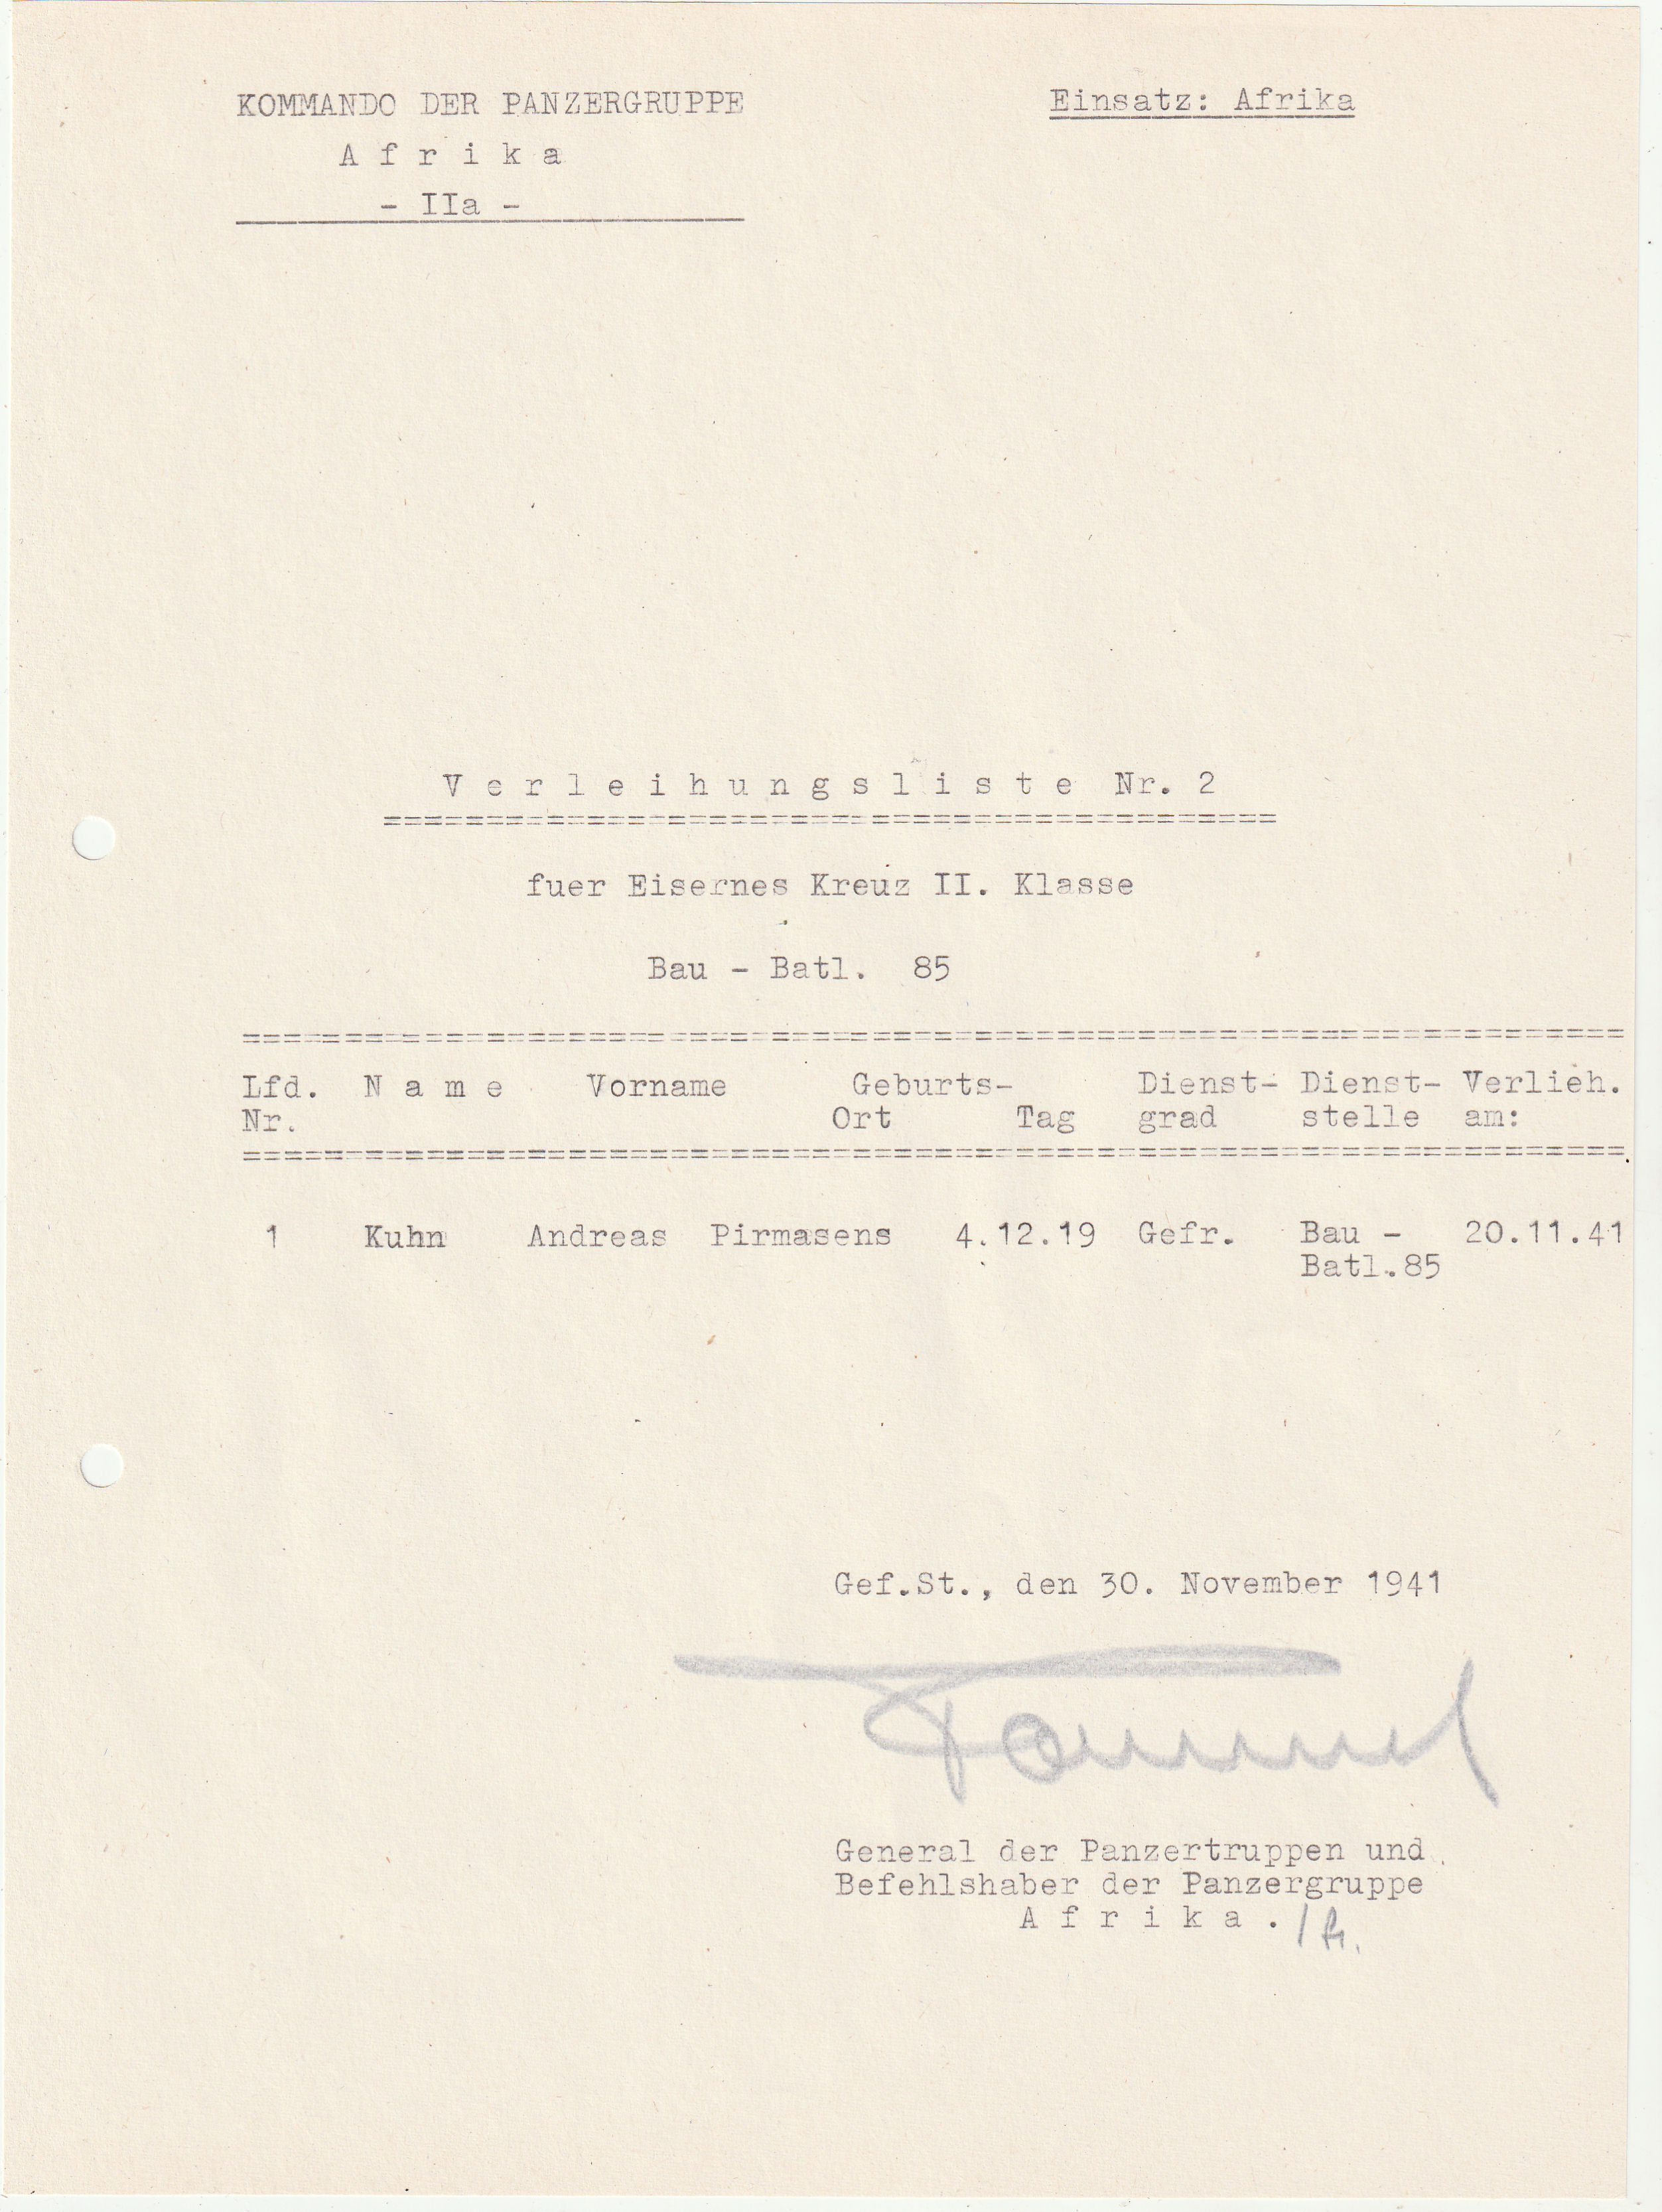 KOMMANDO DER PANZERGRUPPE
Einsatz: Afrika
A f r i k a
- IIa -
V e r l e i h u n g s l i s t e Nr. 2
==============================================
fuer Eisernes Kreuz II. Klasse
Bau - Batl. 85
====================================================================
Lfd. N a m e Vorname Geburts- Dienst- Dienst- Verlieh.
Nr. Ort Tag grad stelle am:
====================================================================
1 Kuhn Andreas Pirmasens 4.12.19 Gefr. Bau - 20.11.41
Batl.85
Gef.St., den 30. November 1941
Rommel
General der Panzertruppen und
Befehlshaber der Panzergruppe
A f r i k a .